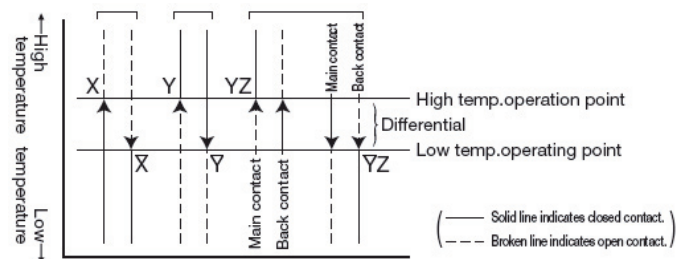 High temperature
Low temperature
X
Y
YZ
Main contact
Back contact
High temp.operation point
Differential
Low temp.operating point
X̅
Y̅
Y̅Z
Main contact
Back contact
Solid line indicates closed contact.
Broken line indicates open contact.